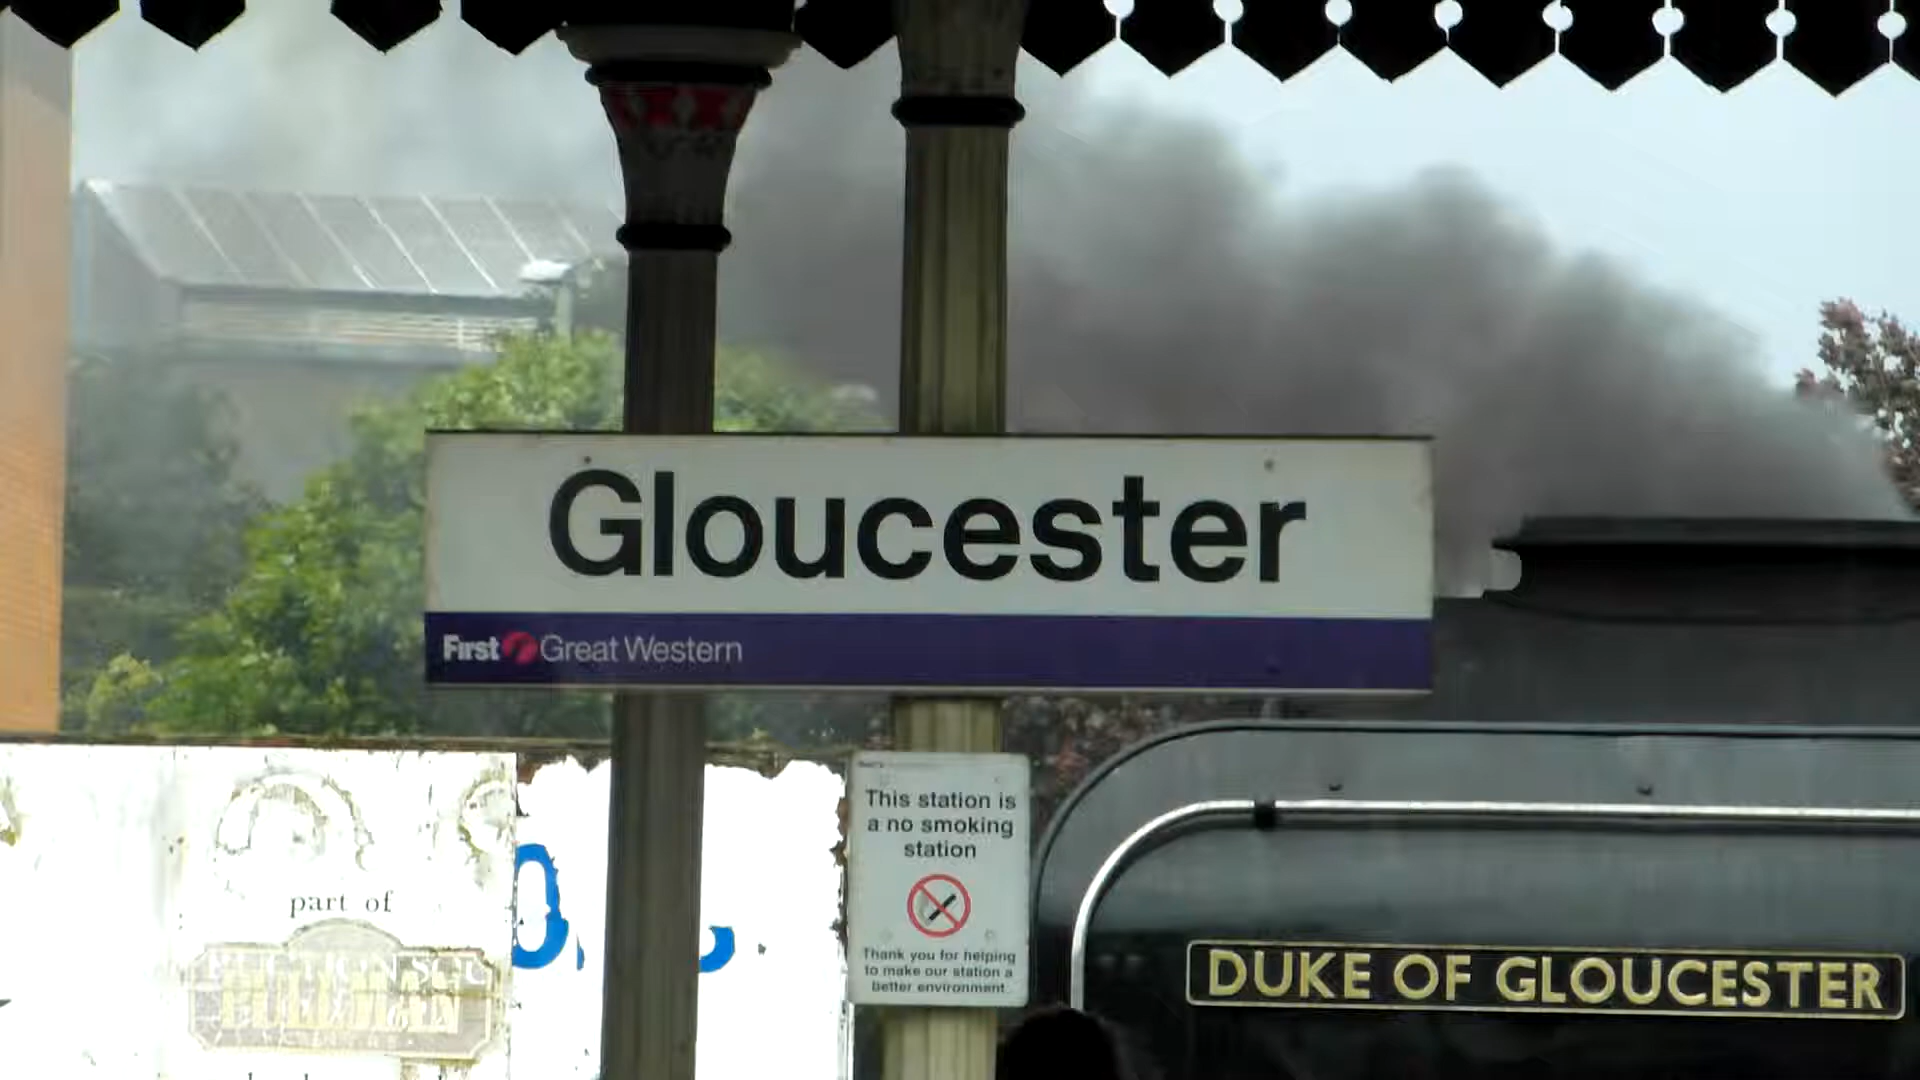 Gloucester
First Great Western
This station is
a no smoking
station
Thank you for helping
to make our station a
better environment
part of
DUKE OF GLOUCESTER